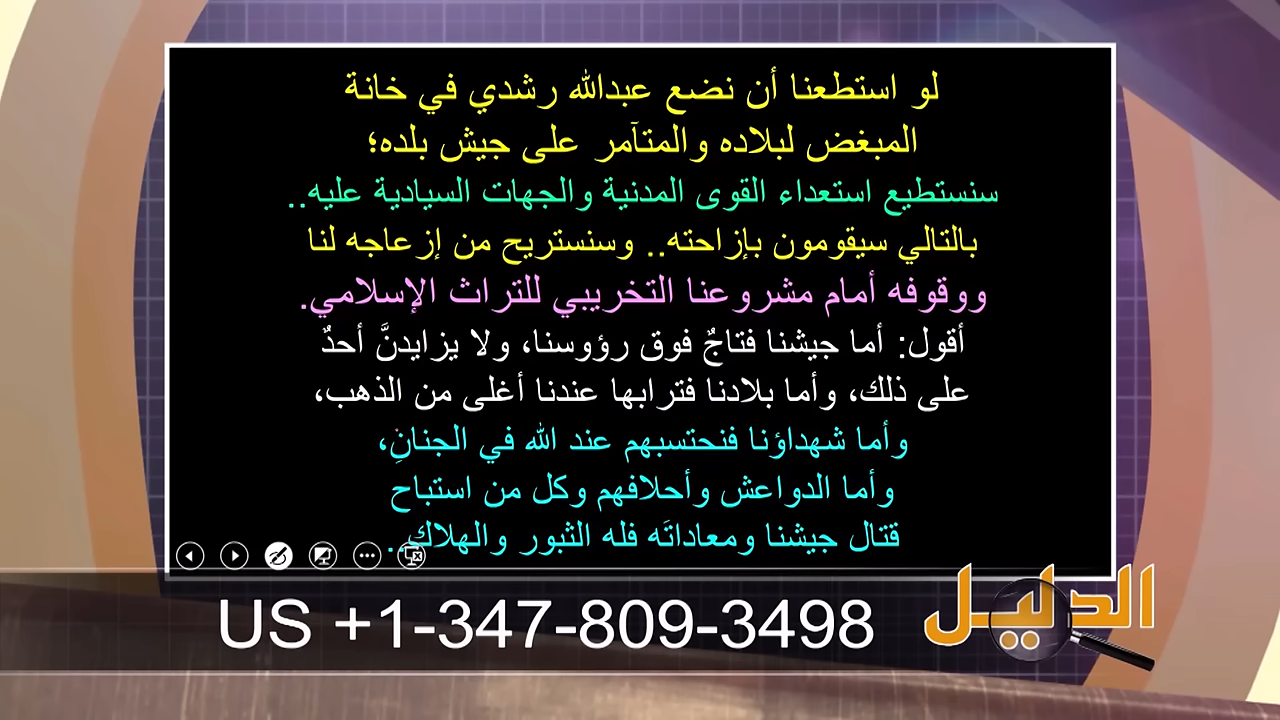 لو استطعنا أن نضع عبدالله رشدي في خانة
المبغض لبلاده والمتآمر على جيش بلده؛
سنستطيع استعداء القوى المدنية والجهات السيادية عليه..
بالتالي سيقومون بإزاحته.. وسنستريح من إزعاجه لنا
ووقوفه أمام مشروعنا التخريبي للتراث الإسلامي.
أقول: أما جيشنا فتاجٌ فوق رؤوسنا، ولا يزايدنَّ أحدٌ
على ذلك، وأما بلادنا فترابها عندنا أغلى من الذهب،
وأما شهداؤنا فنحتسبهم عند الله في الجنانِ،
وأما الدواعش وأحلافهم وكل من استباح
قتال جيشنا ومعاداتَه فله الثبور والهلاك..
US +1-347-809-3498
الدليل